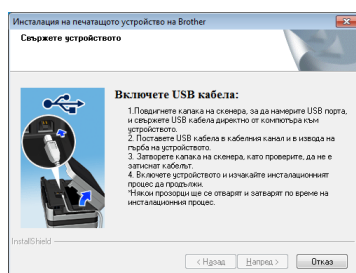 Инсталация на печатащото устройство на Brother
Свържете устройството
Включете USB кабела:
1.Повдигнете капака на скенера, за да намерите USB порта,
и свържете USB кабела директно от компютъра към
устройството.
2. Поставете USB кабела в кабелния канал и в извода на
гърба на устройството.
3. Затворете капака на скенера, като проверите, да не е
затиснат кабелът.
4. Включете устройството и изчакайте инсталационният
процес да продължи.
*Някои прозорци ще се отварят и затварят по време на
инсталационния процес.
InstallShield
< Назад
Напред >
Отказ